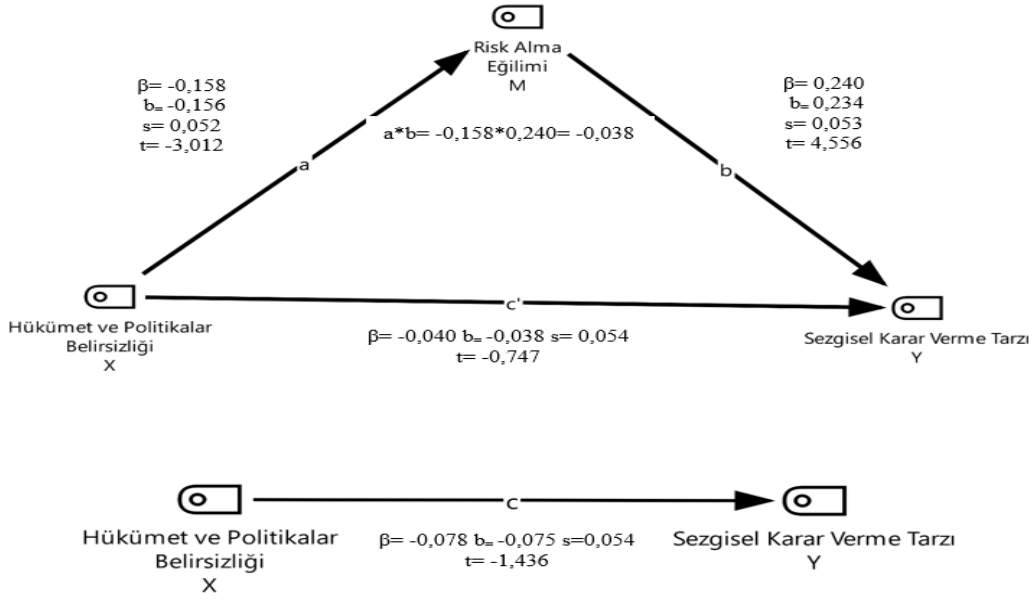 Risk Alma
Eğilimi
M
β= -0,158
b= -0,156
s= 0,052
t= -3,012
a*b= -0,158*0,240= -0,038
β= 0,240
b= 0,234
s= 0,053
t= 4,556
a
b
c'
Hükümet ve Politikalar
Belirsizliği
X
β= -0,040 b= -0,038 s= 0,054
t= -0,747
Sezgisel Karar Verme Tarzı
Y
c
Hükümet ve Politikalar
Belirsizliği
X
β= -0,078 b= -0,075 s=0,054
t= -1,436
Sezgisel Karar Verme Tarzı
Y